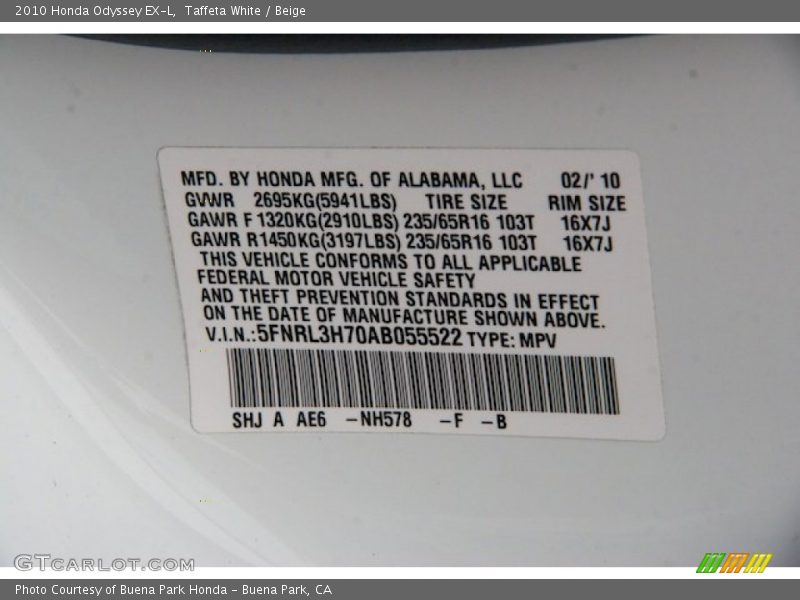 2010 Honda Odyssey EX-L, Taffeta White / Beige
MFD. BY HONDA MFG. OF ALABAMA, LLC 02/' 10
GVWR 2695KG(5941LBS) TIRE SIZE RIM SIZE
GAWR F 1320KG(2910LBS) 235/65R16 103T 16X7J
GAWR R1450KG(3197LBS) 235/65R16 103T 16X7J
THIS VEHICLE CONFORMS TO ALL APPLICABLE
FEDERAL MOTOR VEHICLE SAFETY
AND THEFT PREVENTION STANDARDS IN EFFECT
ON THE DATE OF MANUFACTURE SHOWN ABOVE.
V.I.N.:5FNRL3H70AB055522 TYPE: MPV
SHJ A AE6 -NH578 -F -B
GTCARLOT.COM
Photo Courtesy of Buena Park Honda - Buena Park, CA